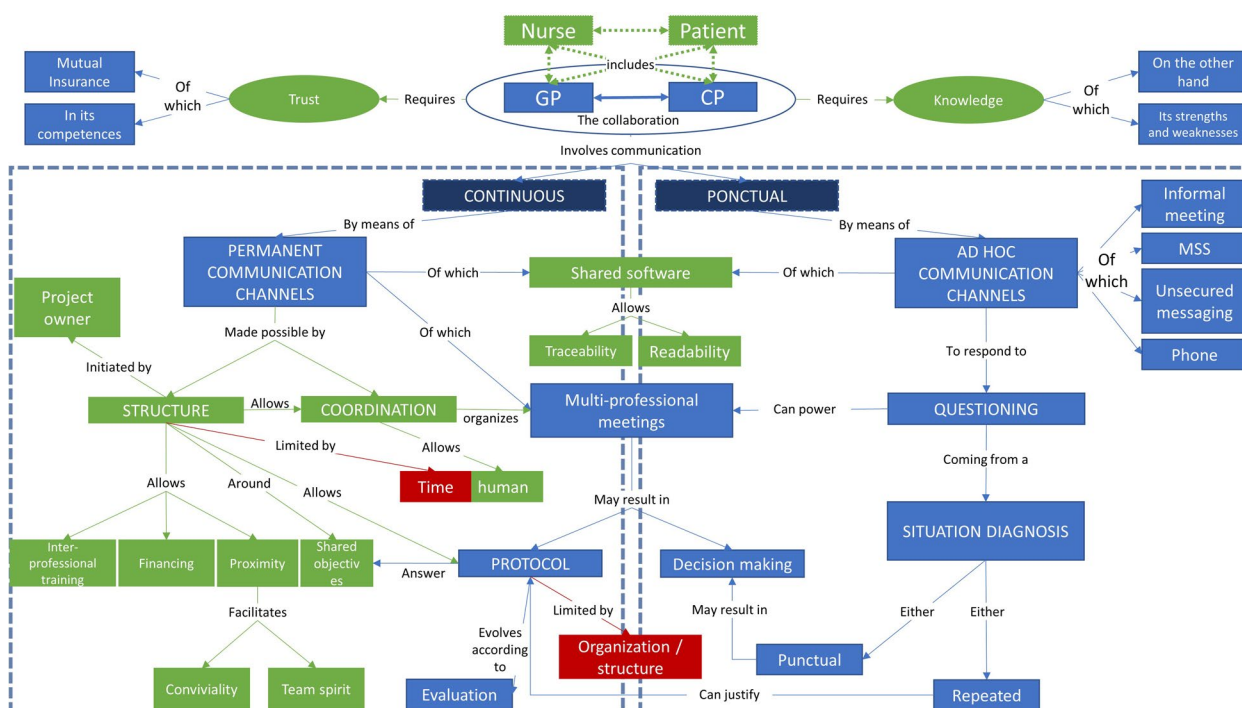 Nurse
Patient
includes
GP
CP
The collaboration
Mutual
Insurance
In its
competences
Of
which
Trust
Requires
Requires
Knowledge
Of
which
On the other
hand
Its strengths
and weaknesses
Involves communication
CONTINUOUS
PONCTUAL
By means of
By means of
PERMANENT
COMMUNICATION
CHANNELS
Of which
Shared software
Of which
AD HOC
COMMUNICATION
CHANNELS
Of
which
Informal
meeting
MSS
Unsecured
messaging
Phone
Project
owner
Made possible by
Of which
Allows
Traceability
Readability
To respond to
Initiated by
STRUCTURE
Allows
COORDINATION
organizes
Multi-professional
meetings
Can power
QUESTIONING
Limited by
Allows
Time
human
Coming from a
Allows
Around
Allows
May result in
SITUATION DIAGNOSIS
Inter-
professional
training
Financing
Proximity
Shared
objectiv
es
Answer
PROTOCOL
Decision making
Facilitates
Limited by
May result in
Either
Either
Evolves
according
to
Organization /
structure
Punctual
Conviviality
Team spirit
Evaluation
Can justify
Repeated